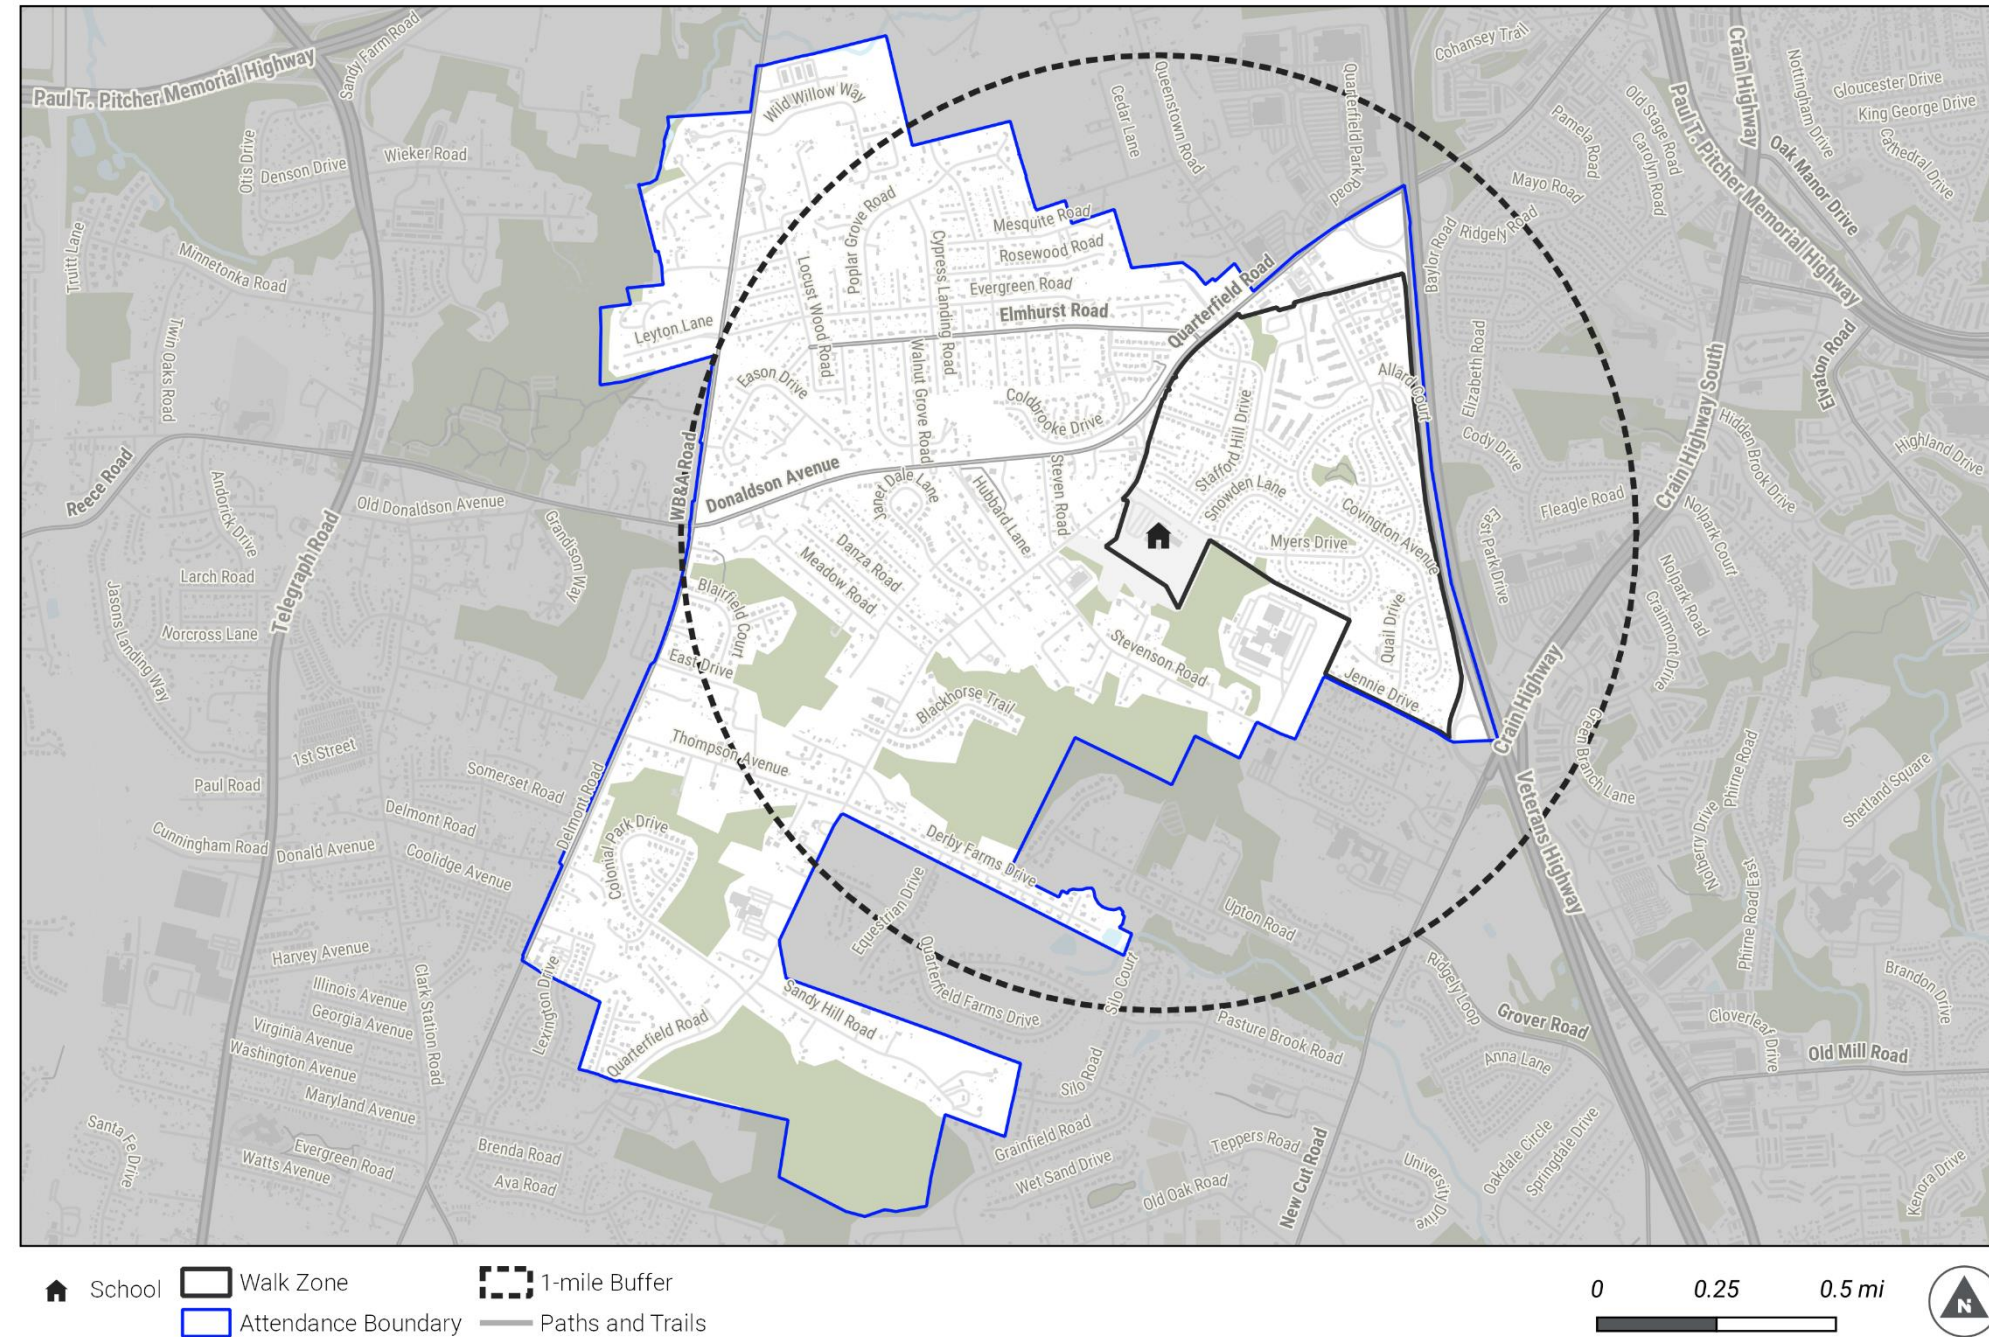 Paul T. Pitcher Memorial Highway
Sandy Farm Road
Otis Drive
Denson Drive
Wieker Road
Truitt Lane
Minnetonka Road
Twin Oaks Road
Wild Willow Way
Poplar Grove Road
Locust Wood Road
Cypress Landing Road
Mesquite Road
Rosewood Road
Evergreen Road
Elmhurst Road
Leyton Lane
Eason Drive
Walnut Grove Road
Coldbrooke Drive
Cedar Lane
Queenstown Road
Quarterfield Park Road
Quarterfield Road
Cohansey Trail
Pamela Road
Old Stage Road
Carolyn Road
Mayo Road
Ridgely Road
Baylor Road
Crain Highway
Paul T. Pitcher Memorial Highway
Nottingham Drive
Gloucester Drive
King George Drive
Cathedral Drive
Oak Manor Drive
Elvaton Road
Highland Drive
Crain Highway South
Hidden Brook Drive
Elizabeth Road
Cody Drive
Fleagle Road
East Park Drive
Nolpark Court
Nolpark Road
Crainmont Drive
Allard Court
Stafford Hill Drive
Snowden Lane
Covington Avenue
Myers Drive
Quail Drive
Jennie Drive
Reece Road
Andorick Drive
Old Donaldson Avenue
Grandison Way
Telegraph Road
Larch Road
Norcross Lane
Jasons Landing Way
1st Street
Paul Road
Cunningham Road
Donald Avenue
Delmont Road
Somerset Road
Coolidge Avenue
WB&A Road
Donaldson Avenue
Janet Dale Lane
Hubbard Lane
Steven Road
Danza Road
Meadow Road
Blairfield Court
East Drive
Stevenson Road
Blackhorse Trail
Thompson Avenue
Delmont Road
Colonial Park Drive
Derby Farms Drive
Equestrian Drive
Quarterfield Farms Drive
Silo Court
Upton Road
Crain Highway
Veterans Highway
Green Branch Lane
Phirne Road
Nolberry Drive
Phirne Road East
Shetland Square
Brandon Drive
Cloverleaf Drive
Old Mill Road
Kenora Drive
Harvey Avenue
Illinois Avenue
Georgia Avenue
Virginia Avenue
Washington Avenue
Maryland Avenue
Clark Station Road
Lexington Drive
Santa Fe Drive
Evergreen Road
Watts Avenue
Brenda Road
Ava Road
Quarterfield Road
Sandy Hill Road
Silo Road
Pasture Brook Road
Grainfield Road
Wet Sand Drive
Old Oak Road
Teppers Road
New Cut Road
Ridgely Loop
Grover Road
Anna Lane
Oakdale Circle
Springdale Drive
University Drive
School
Walk Zone
1-mile Buffer
Attendance Boundary
Paths and Trails
0 0.25 0.5 mi
N